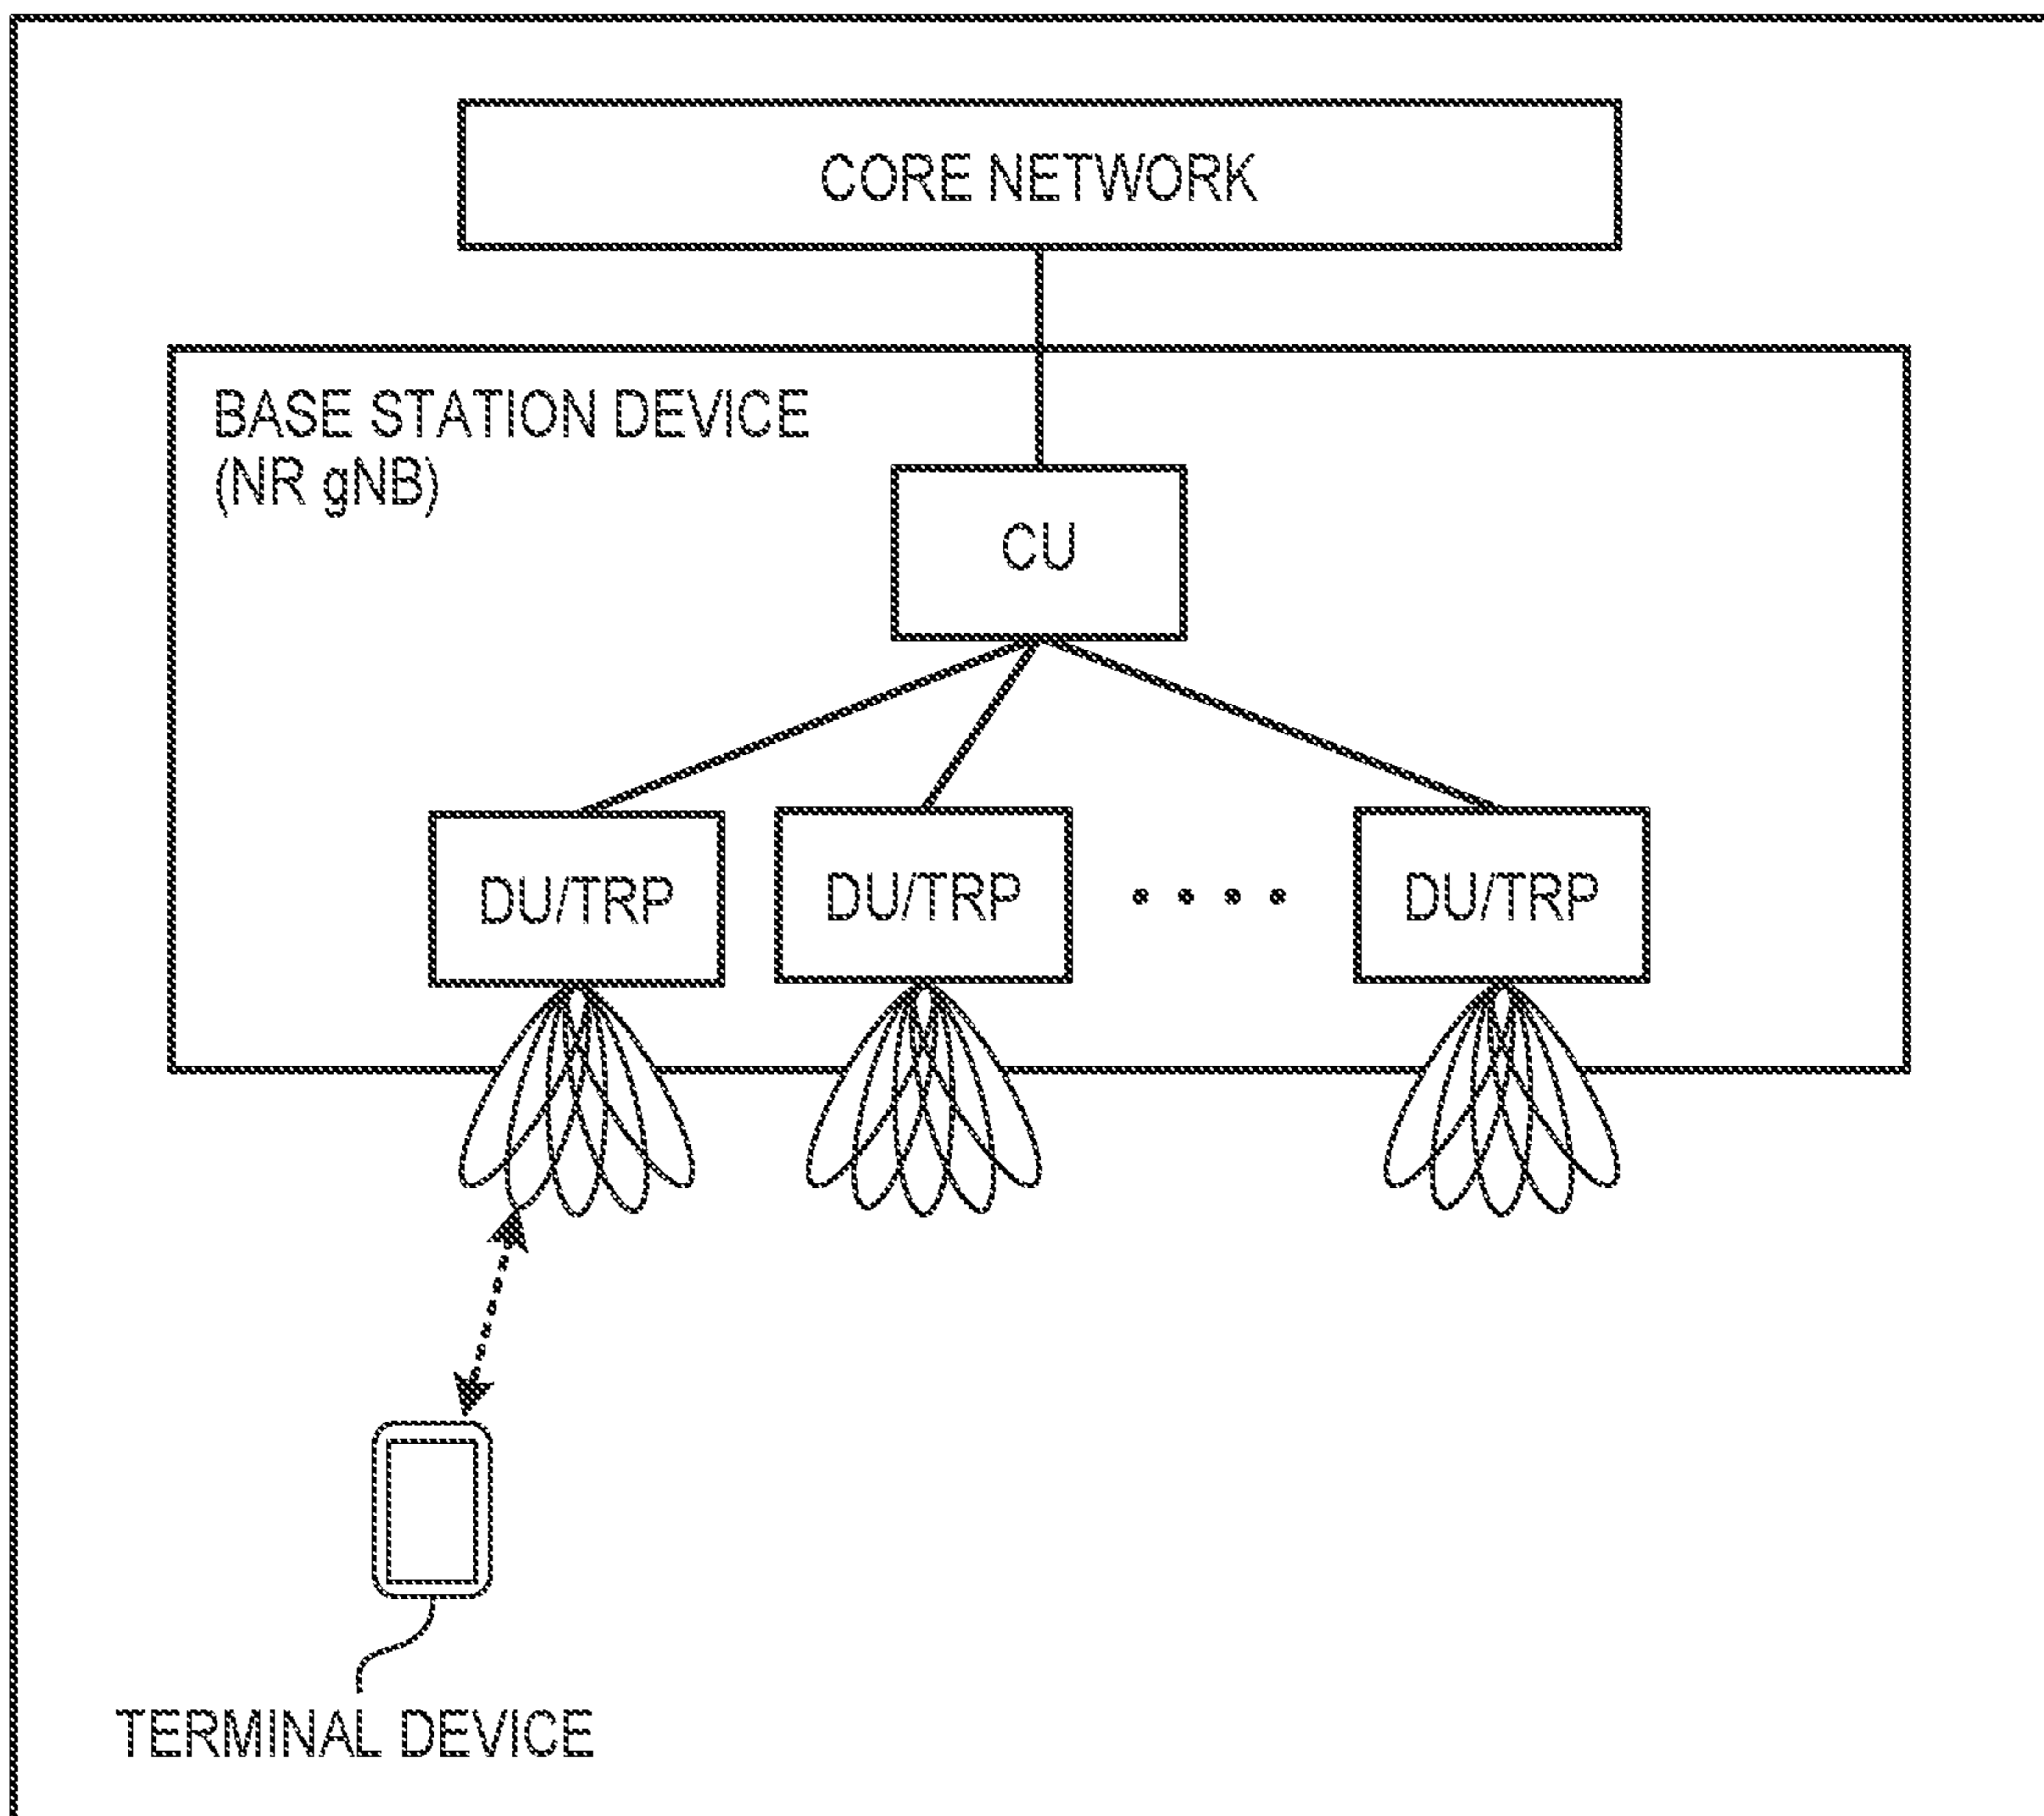 CORE NETWORK
BASE STATION DEVICE
(NR gNB)
CU
DU/TRP DU/TRP DU/TRP
TERMINAL DEVICE